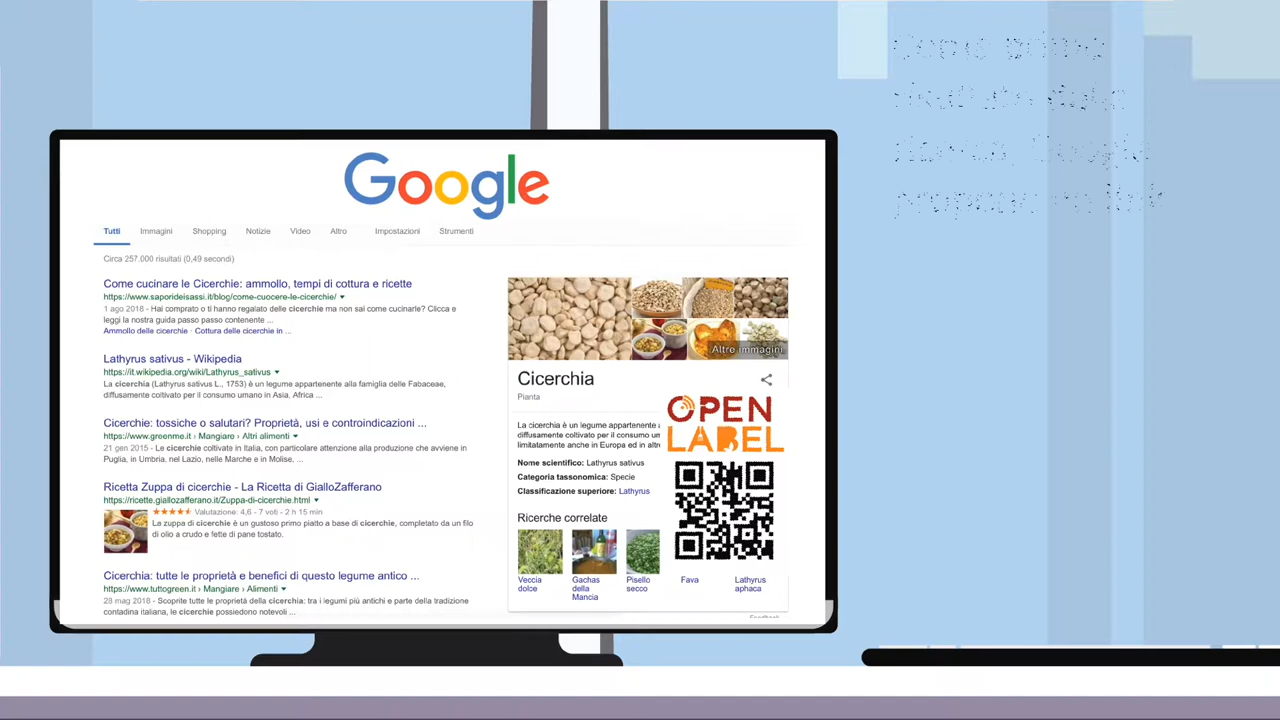 Google
Tutti Immagini Shopping Notizie Video Altro Impostazioni Strumenti
Circa 257.000 risultati (0,49 secondi)
Come cucinare le Cicerchie: ammollo, tempi di cottura e ricette
https://www.saporideisassi.it/blog/come-cuocere-le-cicerchie/
1 ago 2018 - Hai comprato o ti hanno regalato delle cicerchie ma non sai come cucinarle? Clicca e
leggi la nostra guida passo passo contenente ...
Ammollo delle cicerchie · Cottura delle cicerchie in ...
Lathyrus sativus - Wikipedia
https://it.wikipedia.org/wiki/Lathyrus_sativus
La cicerchia (Lathyrus sativus L., 1753) è un legume appartenente alla famiglia delle Fabaceae,
diffusamente coltivato per il consumo umano in Asia, Africa ...
Cicerchie: tossiche o salutari? Proprietà, usi e controindicazioni ...
https://www.greenme.it › Mangiare › Altri alimenti
21 gen 2015 - Le cicerchie coltivate in Italia, con particolare attenzione alla produzione che avviene in
Puglia, in Umbria. nel Lazio, nelle Marche e in Molise, ...
Ricetta Zuppa di cicerchie - La Ricetta di GialloZafferano
https://ricette.giallozafferano.it/Zuppa-di-cicerchie.html
Valutazione: 4,6 - 7 voti - 2 h 15 min
La zuppa di cicerchie è un gustoso primo piatto a base di cicerchie, completato da un filo
di olio a crudo e fette di pane tostato.
Cicerchia: tutte le proprietà e benefici di questo legume antico ...
https://www.tuttogreen.it › Mangiare › Alimenti
28 mag 2018 - Scoprite tutte le proprietà della cicerchia: tra i legumi più antichi e parte della tradizione
contadina italiana, le cicerchie possiedono notevoli ...
Altre immagini
Cicerchia
Pianta
La cicerchia è un legume appartenente
diffusamente coltivato per il consumo
limitatamente anche in Europa ed in
Nome scientifico: Lathyrus sativus
Categoria tassonomica: Specie
Classificazione superiore: Lathyrus
Ricerche correlate
Veccia dolce
Gachas della Mancia
Pisello secco
Fava
Lathyrus aphaca
OPEN
LABEL